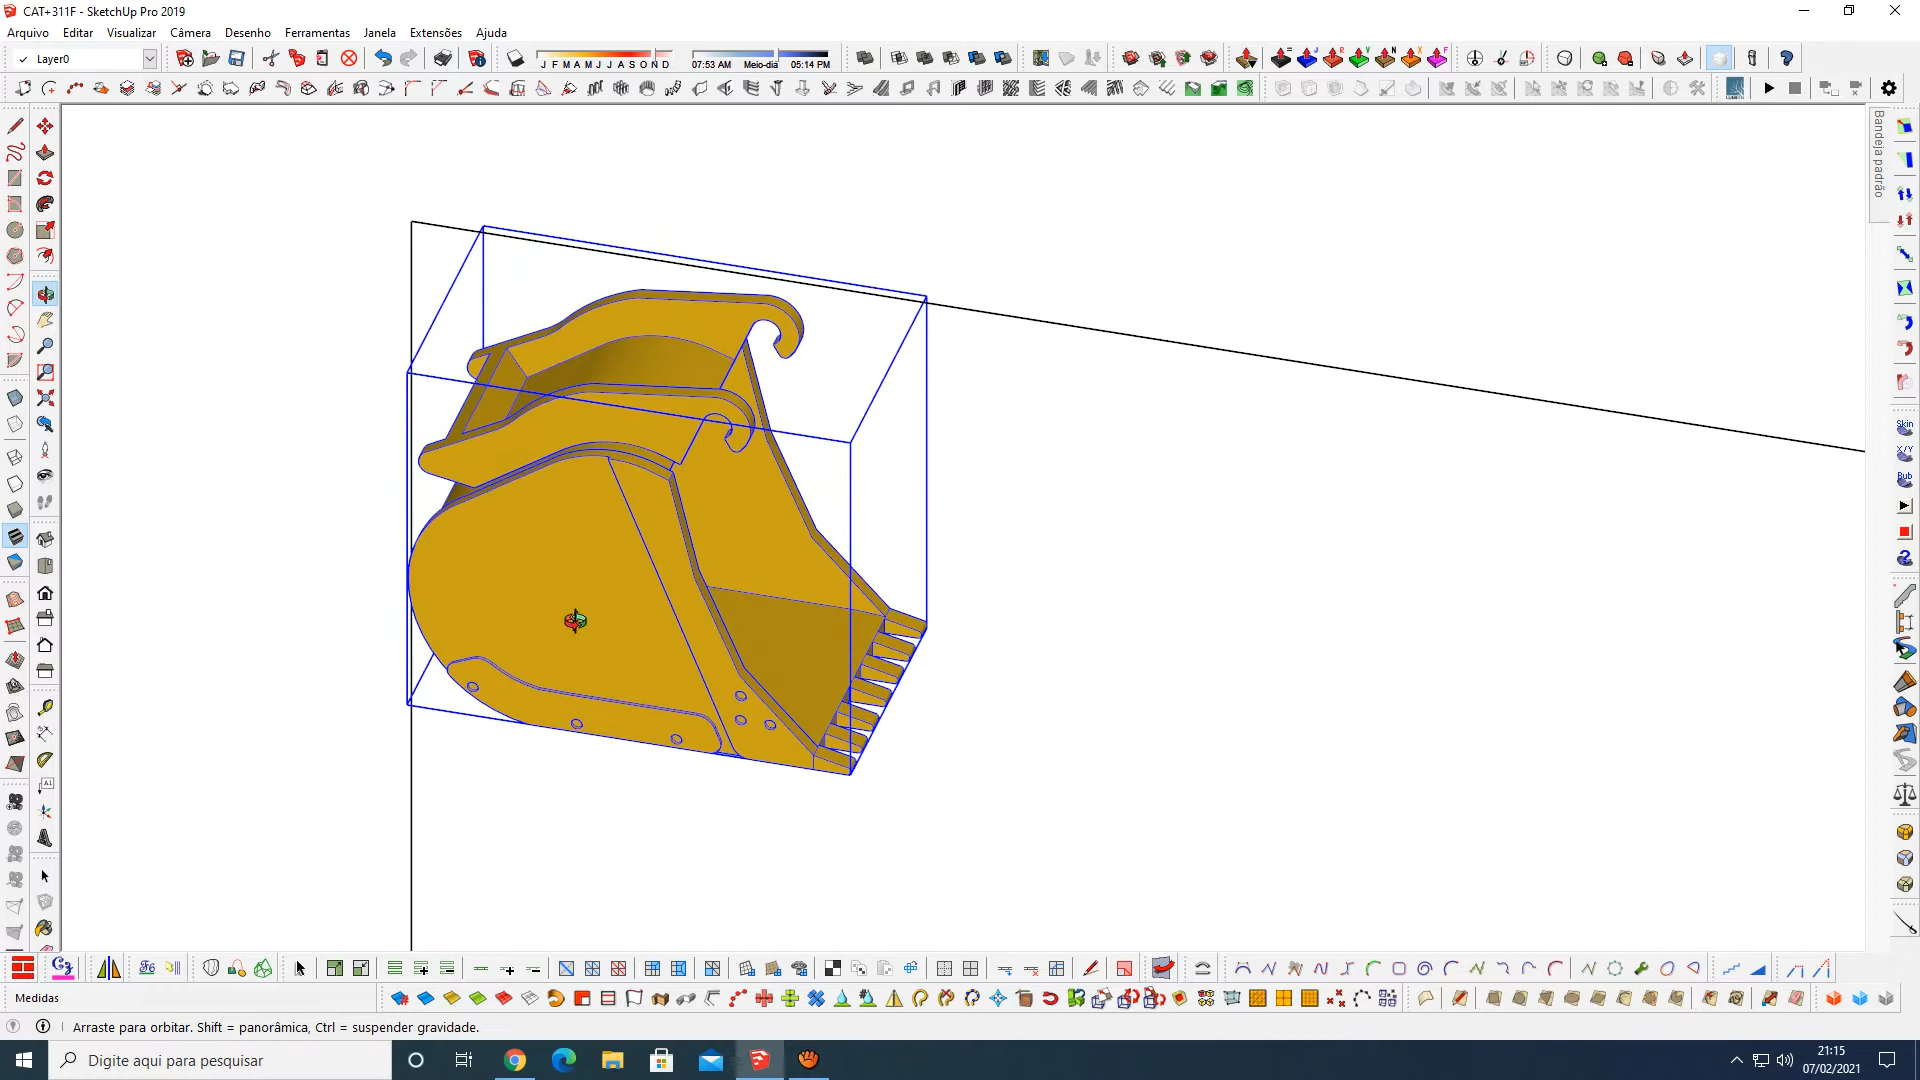 CAT+311F - SketchUp Pro 2019
Arquivo Editar Visualizar Câmera Desenho Ferramentas Janela Extensões Ajuda
Layer0
J F M A M J J A S O N D
07:53 AM Meio-dia 05:14 PM
Bandeja padrão
Skin
X/Y
Bub
Medidas
Arraste para orbitar. Shift = panorâmica, Ctrl = suspender gravidade.
Digite aqui para pesquisar
21:15
07/02/2021